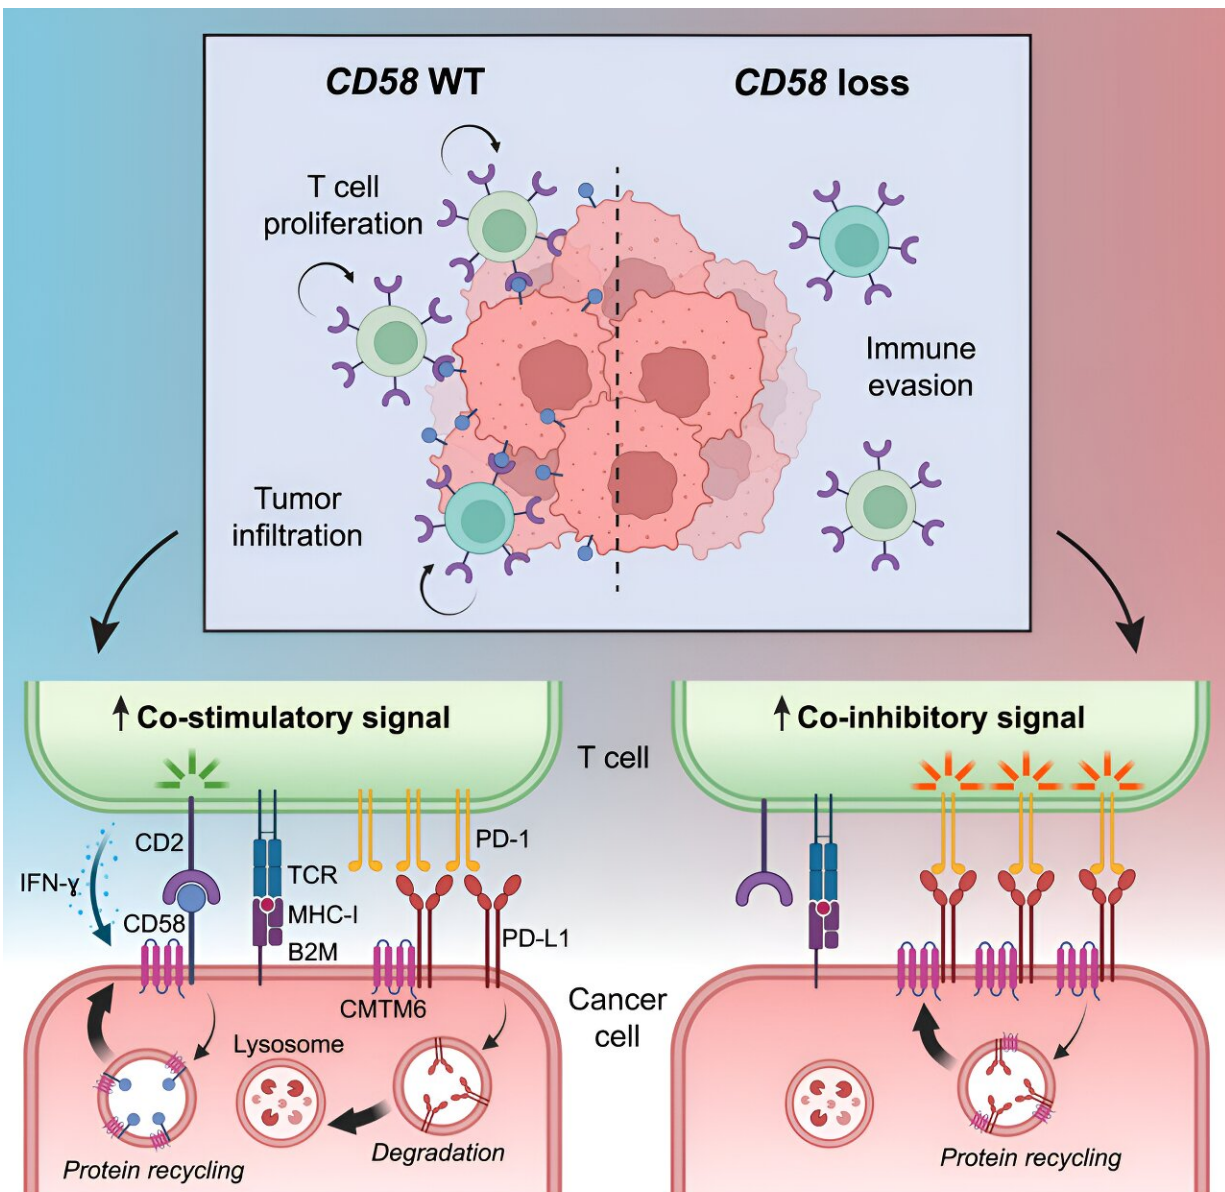 CD58 WT
CD58 loss
T cell
proliferation
Immune
evasion
Tumor
infiltration
↑ Co-stimulatory signal
↑ Co-inhibitory signal
T cell
CD2
PD-1
IFN-ɣ
TCR
CD58
MHC-I
PD-L1
B2M
CMTM6
Cancer
cell
Lysosome
Degradation
Protein recycling
Protein recycling